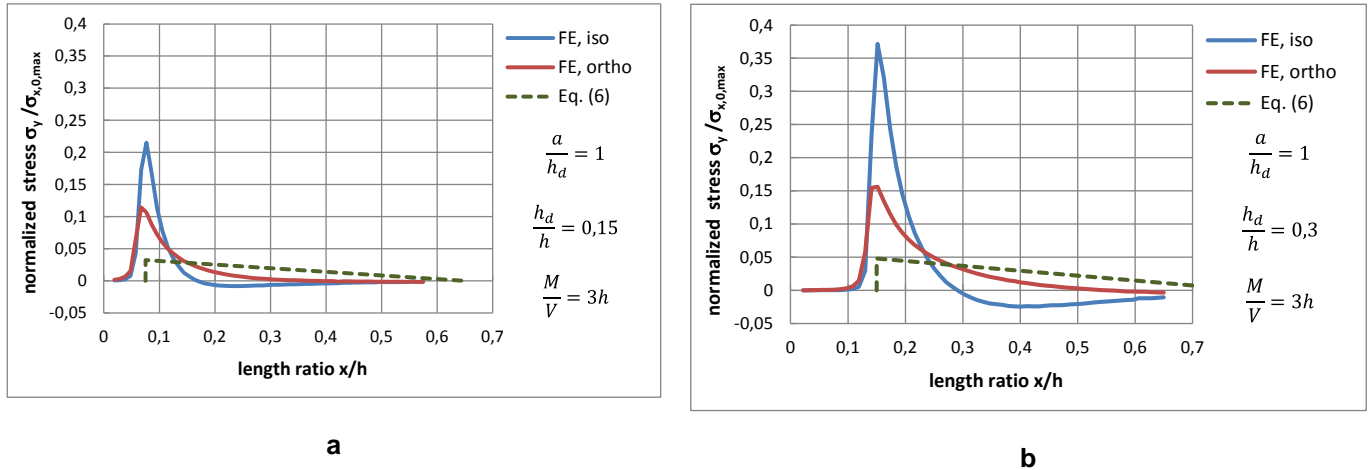 normalized stress σy /σx,0,max
0,4
0,35
0,3
0,25
0,2
0,15
0,1
0,05
0
-0,05
0 0,1 0,2 0,3 0,4 0,5 0,6 0,7
length ratio x/h
FE, iso
FE, ortho
Eq. (6)
a/h_d = 1
h_d/h = 0,15
M/V = 3h
a
normalized stress σy /σx,0,max
0,4
0,35
0,3
0,25
0,2
0,15
0,1
0,05
0
-0,05
0 0,1 0,2 0,3 0,4 0,5 0,6 0,7
length ratio x/h
FE, iso
FE, ortho
Eq. (6)
a/h_d = 1
h_d/h = 0,3
M/V = 3h
b